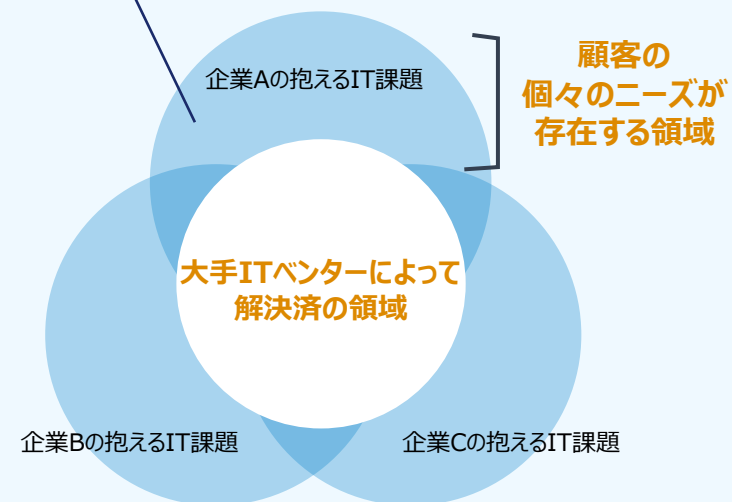 企業Aの抱えるIT課題
顧客の
個々のニーズが
存在する領域
大手ITベンターによって
解決済の領域
企業Bの抱えるIT課題
企業Cの抱えるIT課題